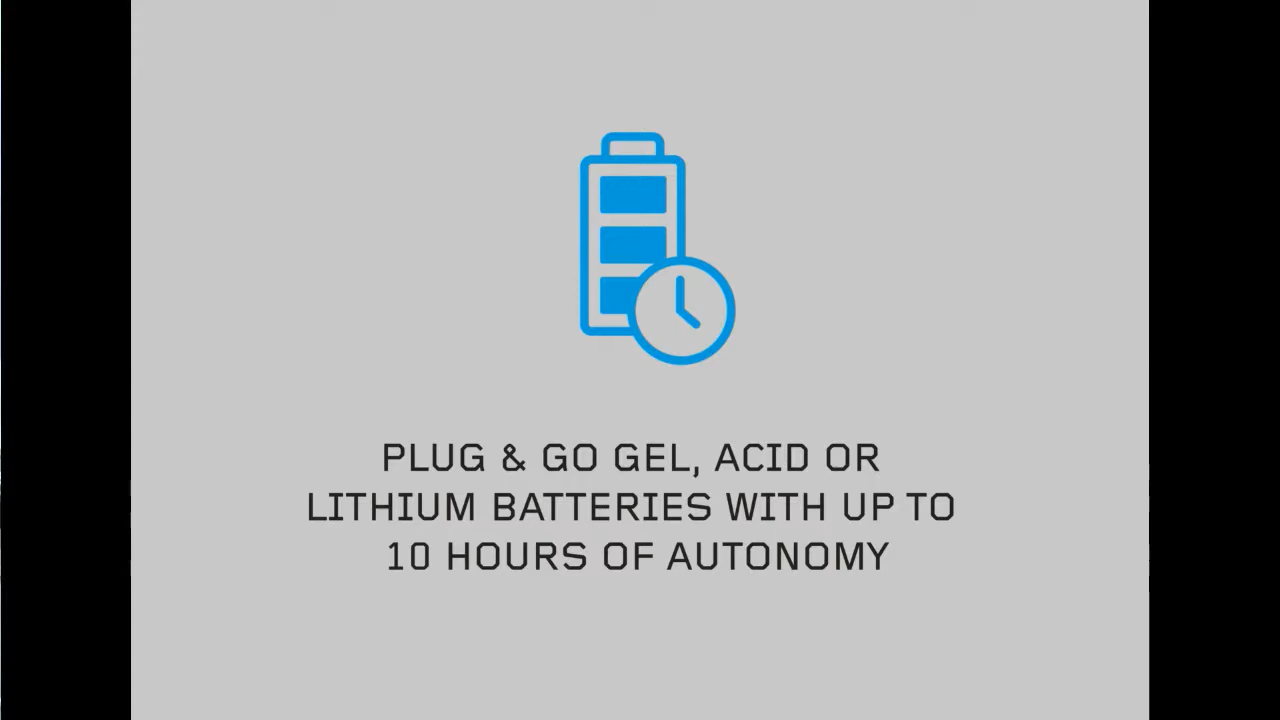 PLUG & GO GEL, ACID OR
LITHIUM BATTERIES WITH UP TO
10 HOURS OF AUTONOMY